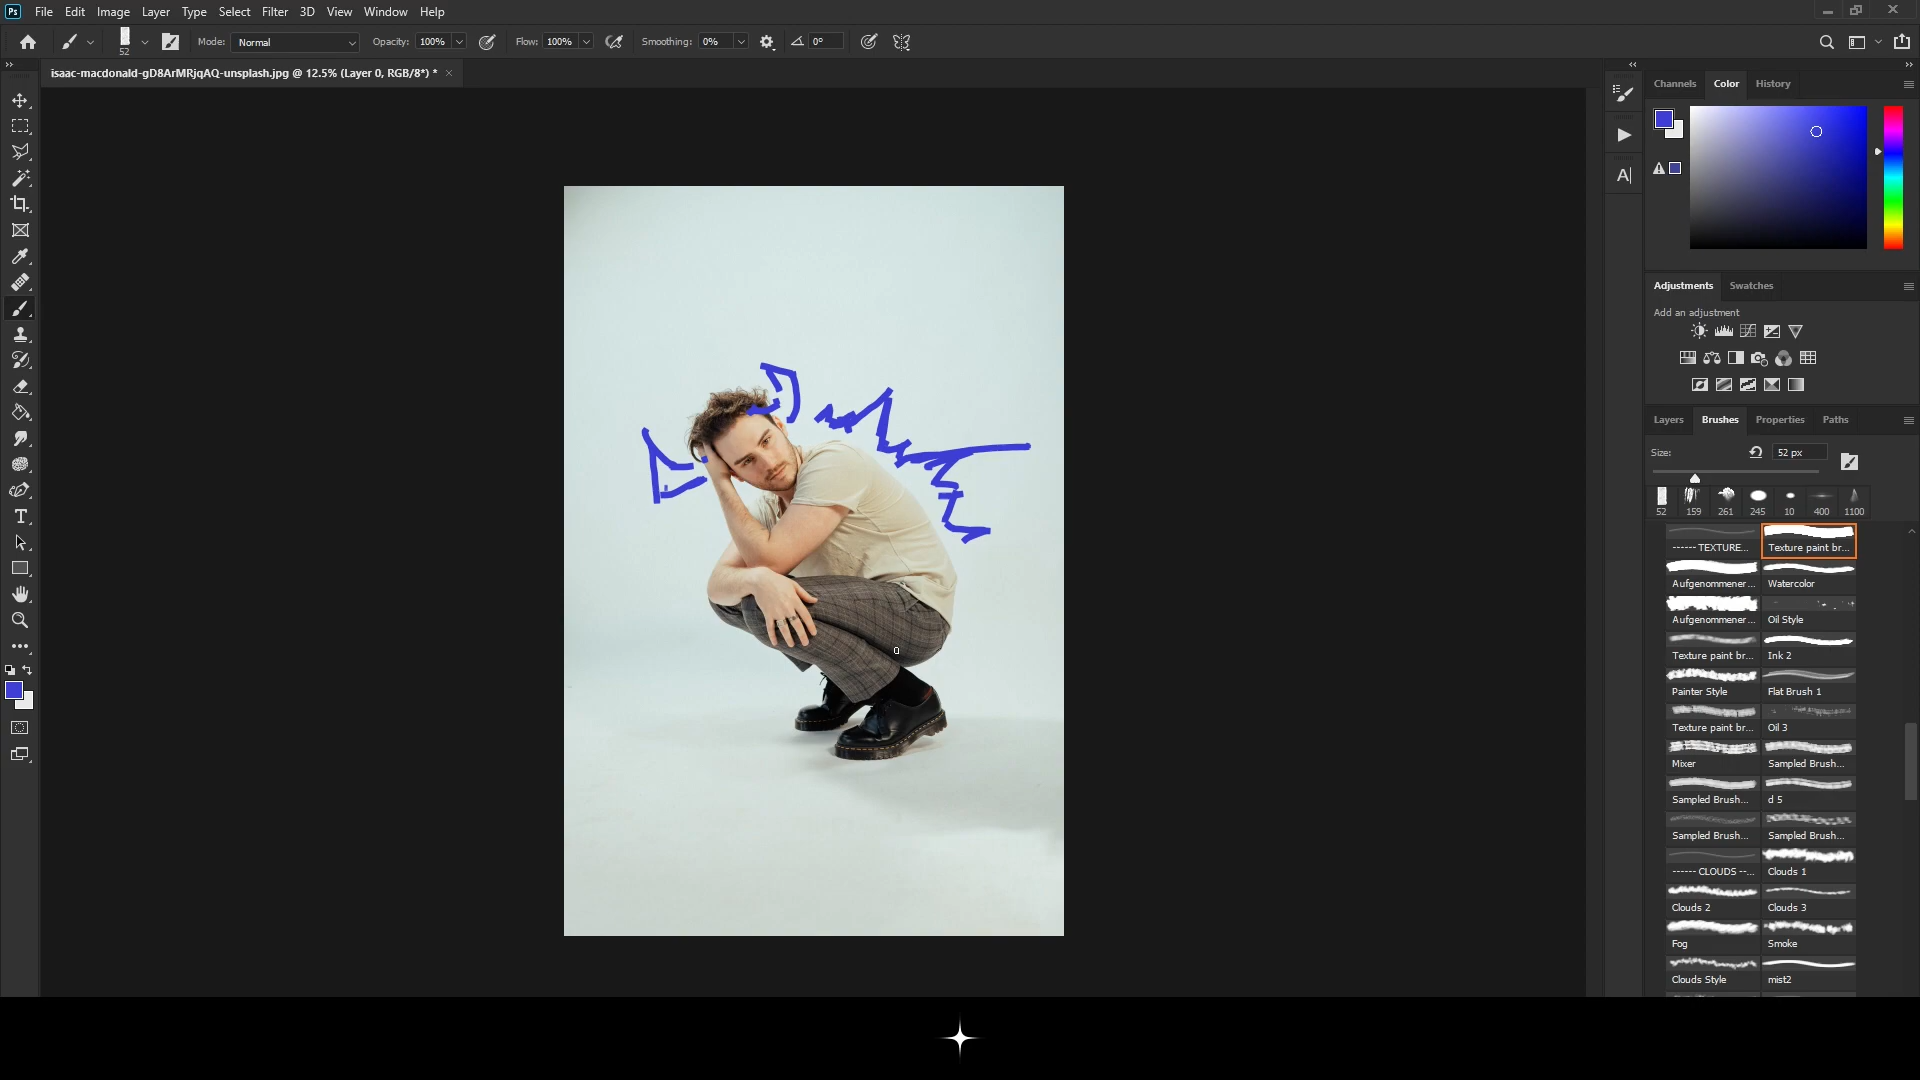 Ps File Edit Image Layer Type Select Filter 3D View Window Help
52 Mode: Normal Opacity: 100% Flow: 100% Smoothing: 0% 0°
isaac-macdonald-gD8ArMRjqAQ-unsplash.jpg @ 12.5% (Layer 0, RGB/8*) *
Channels Color History
Adjustments Swatches
Add an adjustment
Layers Brushes Properties Paths
Size: 52 px
52 159 261 245 10 400 1100
------ TEXTURE... Texture paint br...
Aufgenommener... Watercolor
Aufgenommener... Oil Style
Texture paint br... Ink 2
Painter Style Flat Brush 1
Texture paint br... Oil 3
Mixer Sampled Brush...
Sampled Brush... d 5
Sampled Brush... Sampled Brush...
------ CLOUDS --... Clouds 1
Clouds 2 Clouds 3
Fog Smoke
Clouds Style mist2